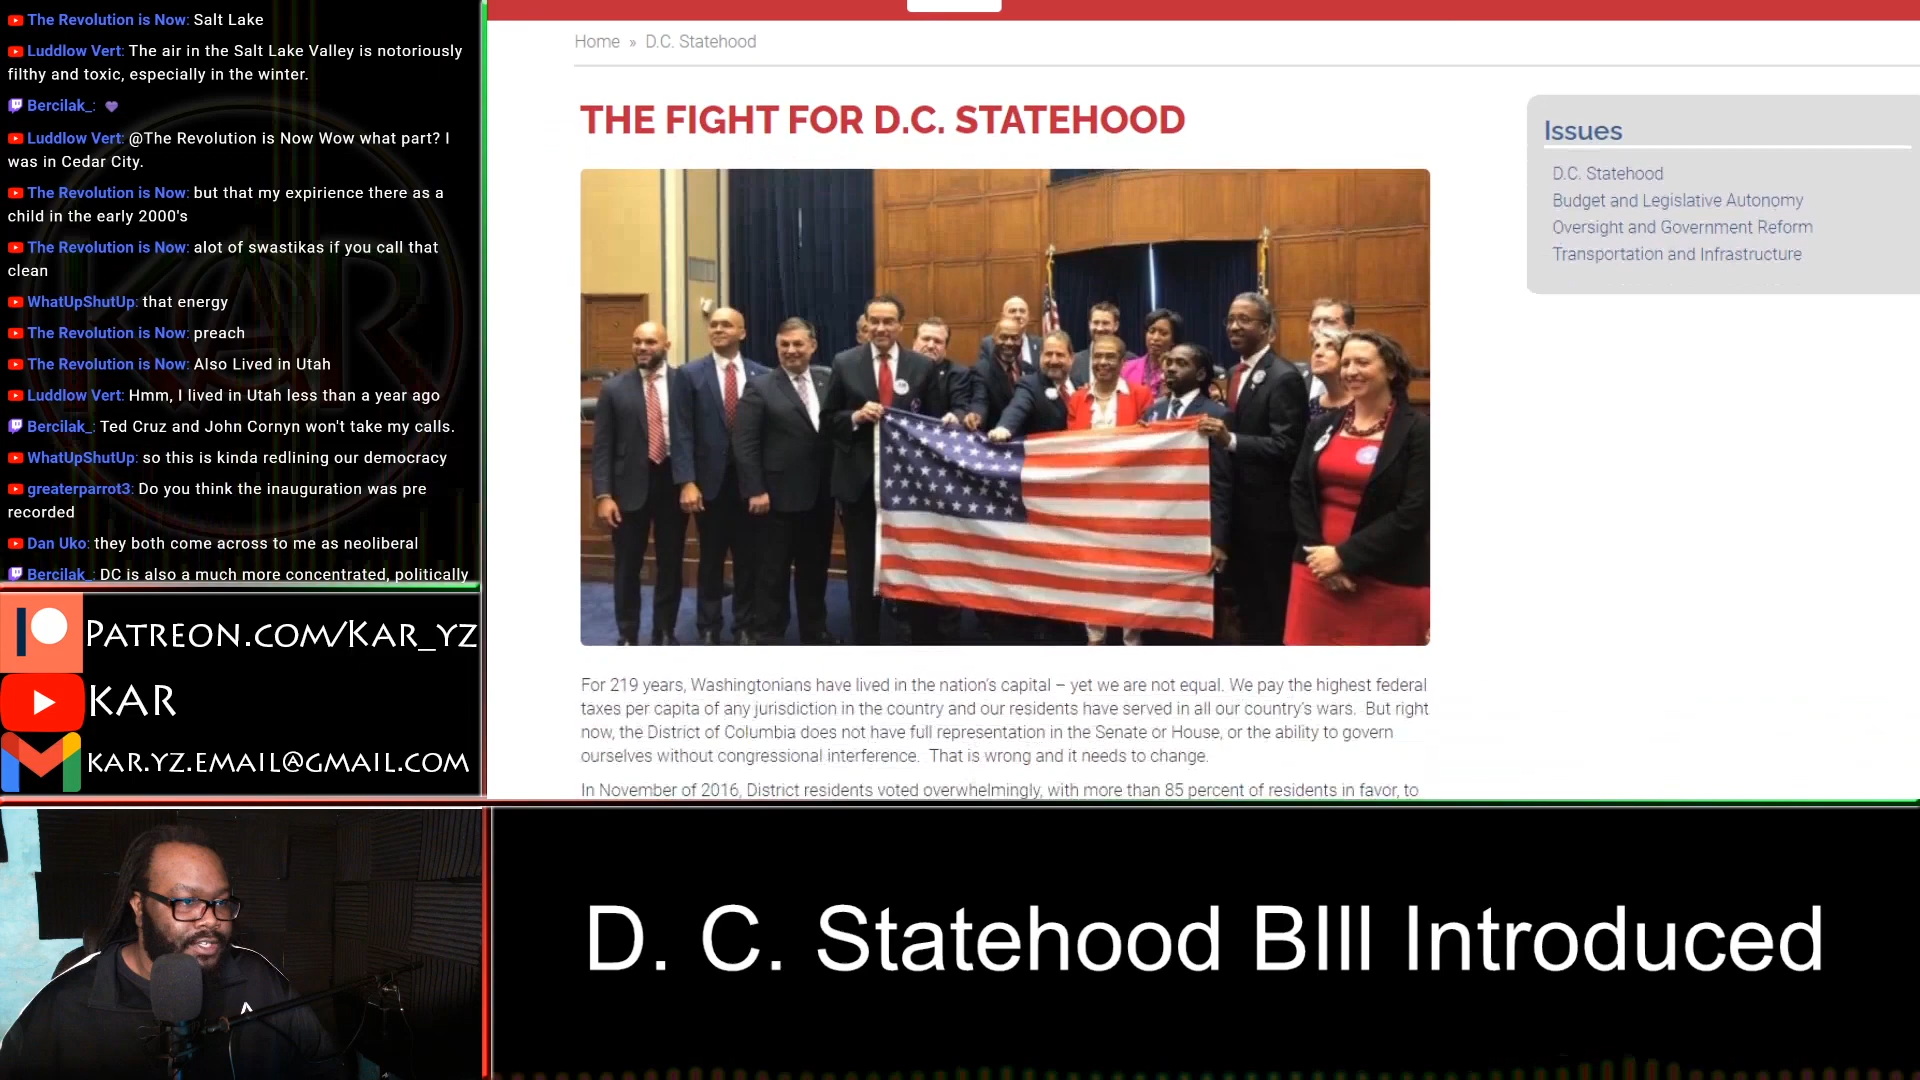 The Revolution is Now: Salt Lake
Luddlow Vert: The air in the Salt Lake Valley is notoriously
filthy and toxic, especially in the winter.
Bercilak_:
Luddlow Vert: @The Revolution is Now Wow what part? I
was in Cedar City.
The Revolution is Now: but that my expirience there as a
child in the early 2000's
The Revolution is Now: alot of swastikas if you call that
clean
WhatUpShutUp: that energy
The Revolution is Now: preach
The Revolution is Now: Also Lived in Utah
Luddlow Vert: Hmm, I lived in Utah less than a year ago
Bercilak_: Ted Cruz and John Cornyn won't take my calls.
WhatUpShutUp: so this is kinda redlining our democracy
greaterparrot3: Do you think the inauguration was pre
recorded
Dan Uko: they both come across to me as neoliberal
Bercilak_: DC is also a much more concentrated, politically
KAR
PATREON.COM/KAR_YZ
KAR
KAR.YZ.EMAIL@GMAIL.COM
Home » D.C. Statehood
THE FIGHT FOR D.C. STATEHOOD
For 219 years, Washingtonians have lived in the nation's capital – yet we are not equal. We pay the highest federal
taxes per capita of any jurisdiction in the country and our residents have served in all our country's wars. But right
now, the District of Columbia does not have full representation in the Senate or House, or the ability to govern
ourselves without congressional interference. That is wrong and it needs to change.
In November of 2016, District residents voted overwhelmingly, with more than 85 percent of residents in favor, to
Issues
D.C. Statehood
Budget and Legislative Autonomy
Oversight and Government Reform
Transportation and Infrastructure
D. C. Statehood BIll Introduced